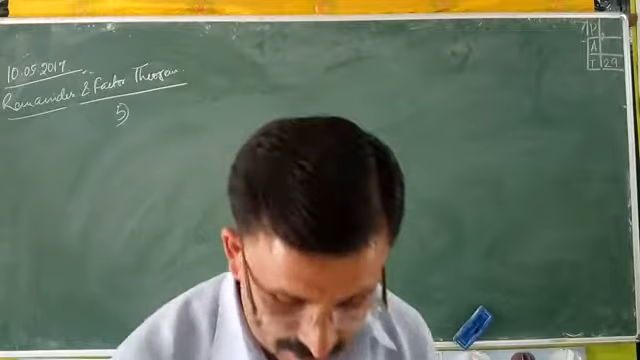 10.05.2017
Remainder & Factor Theorem
5)
P
A
T 29